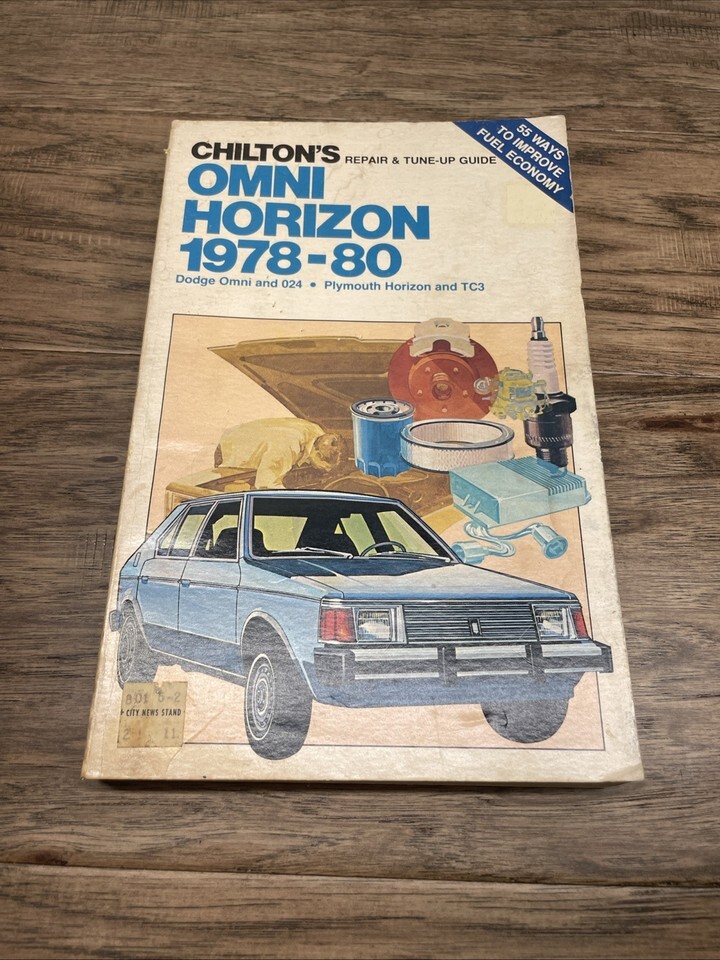 CHILTON'S REPAIR & TUNE-UP GUIDE
55 WAYS
TO IMPROVE
FUEL ECONOMY
OMNI
HORIZON
1978-80
Dodge Omni and 024 • Plymouth Horizon and TC3
CITY NEWS STAND